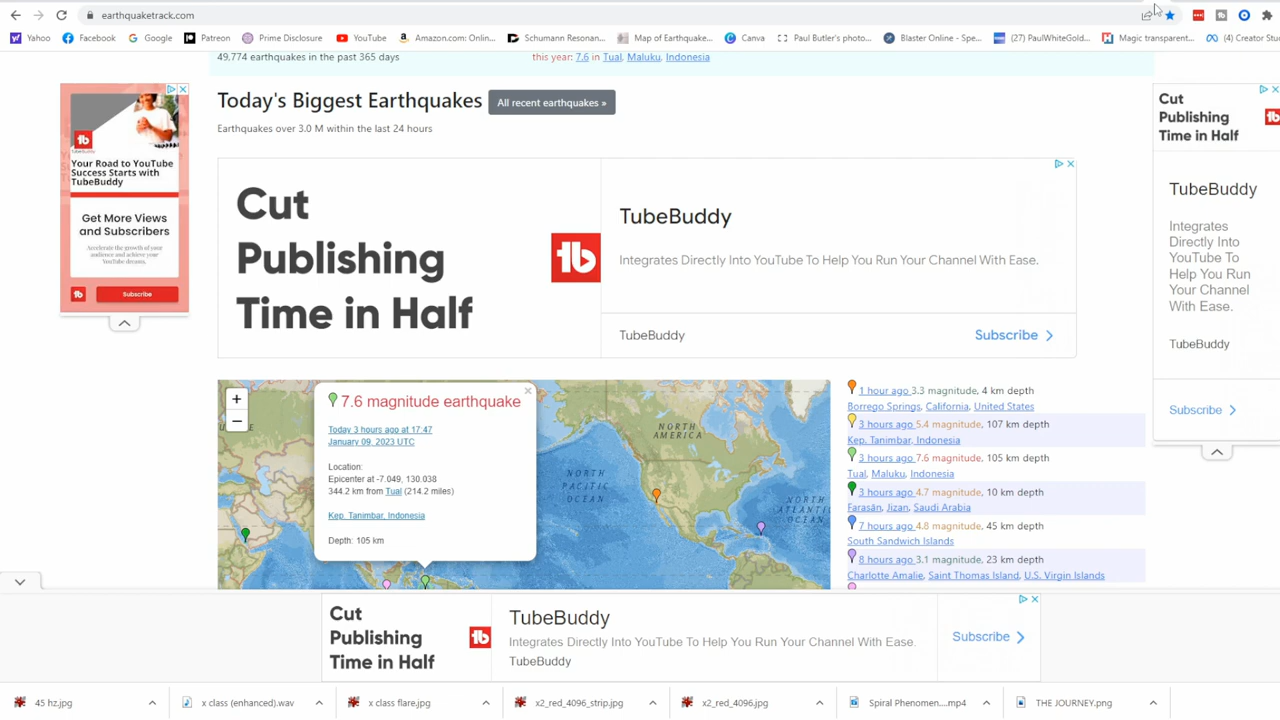 earthquaketrack.com
Yahoo Facebook Google Patreon Prime Disclosure YouTube Amazon.com: Onlin... Schumann Resonan... Map of Earthquake... Canva Paul Butler's photo... Blaster Online - Spe... (27) PaulWhiteGold... Magic transparent... (4) Creator Stu
49,774 earthquakes in the past 365 days
this year: 7.6 in Tual, Maluku, Indonesia
Today's Biggest Earthquakes
All recent earthquakes »
Earthquakes over 3.0 M within the last 24 hours
Your Road to YouTube
Success Starts with
TubeBuddy
Get More Views
and Subscribers
Accelerate the growth of your
audience and achieve your
YouTube dreams.
Subscribe
Cut
Publishing
Time in Half
tb
TubeBuddy
Integrates Directly Into YouTube To Help You Run Your Channel With Ease.
TubeBuddy
Subscribe
Cut
Publishing
Time in Half
TubeBuddy
Integrates
Directly Into
YouTube To
Help You Run
Your Channel
With Ease.
TubeBuddy
Subscribe
+
−
7.6 magnitude earthquake
Today 3 hours ago at 17:47
January 09, 2023 UTC
Location:
Epicenter at -7.049, 130.038
344.2 km from Tual (214.2 miles)
Kep. Tanimbar, Indonesia
Depth: 105 km
NORTH
AMERICA
NORTH
PACIFIC
OCEAN
NORTH
ATLANTIC
OCEAN
1 hour ago 3.3 magnitude, 4 km depth
Borrego Springs, California, United States
3 hours ago 5.4 magnitude, 107 km depth
Kep. Tanimbar, Indonesia
3 hours ago 7.6 magnitude, 105 km depth
Tual, Maluku, Indonesia
3 hours ago 4.7 magnitude, 10 km depth
Farasān, Jizan, Saudi Arabia
7 hours ago 4.8 magnitude, 45 km depth
South Sandwich Islands
8 hours ago 3.1 magnitude, 23 km depth
Charlotte Amalie, Saint Thomas Island, U.S. Virgin Islands
Cut
Publishing
Time in Half
tb
TubeBuddy
Integrates Directly Into YouTube To Help You Run Your Channel With Ease.
TubeBuddy
Subscribe
45 hz.jpg
x class (enhanced).wav
x class flare.jpg
x2_red_4096_strip.jpg
x2_red_4096.jpg
Spiral Phenomen....mp4
THE JOURNEY.png